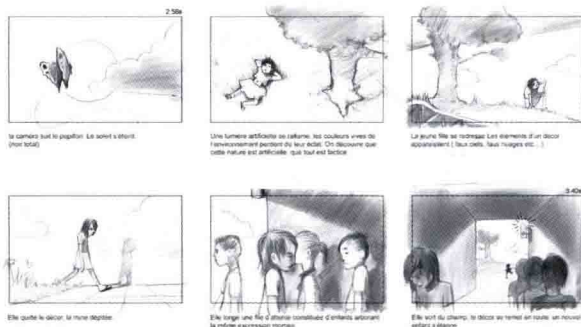 2:58s
la caméra suit le papillon. Le soleil s'éteint
(non total)
Une lumière artificielle se rallume, les couleurs vives de
l'environnement perdent du leur éclat. On découvre que
cette nature est artificielle, que tout est factice
La jeune fille se redresse Les éléments d'un décor
apparaissent ( faux ciels, faux nuages etc... )
3:40s
Elle quitte le décor, la mine dépitée.
Elle longe une file d'attente constituée d'enfants arborant
la même expression morose
Elle sort du champ, le décor se remet en route, un nouvel
enfant s'élance